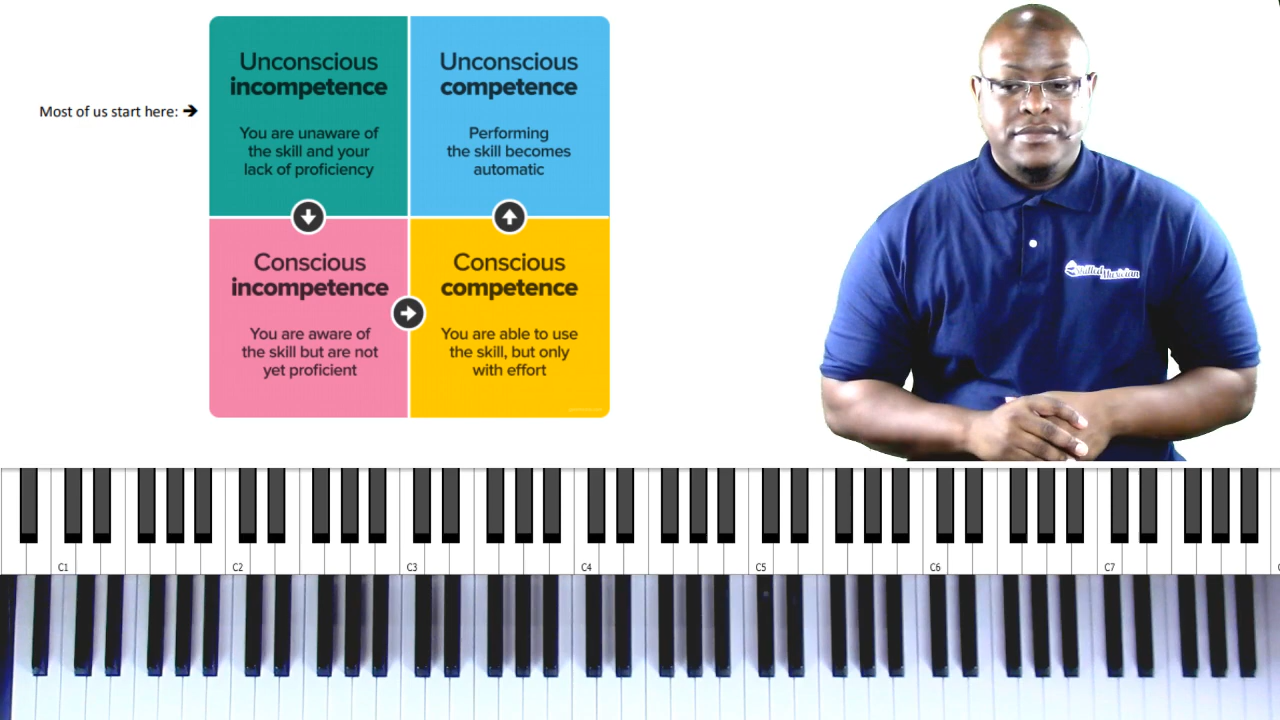 Most of us start here: ➔
Unconscious
incompetence
You are unaware of
the skill and your
lack of proficiency
Unconscious
competence
Performing
the skill becomes
automatic
Conscious
incompetence
You are aware of
the skill but are not
yet proficient
Conscious
competence
You are able to use
the skill, but only
with effort
Skilled Musician
C1 C2 C3 C4 C5 C6 C7